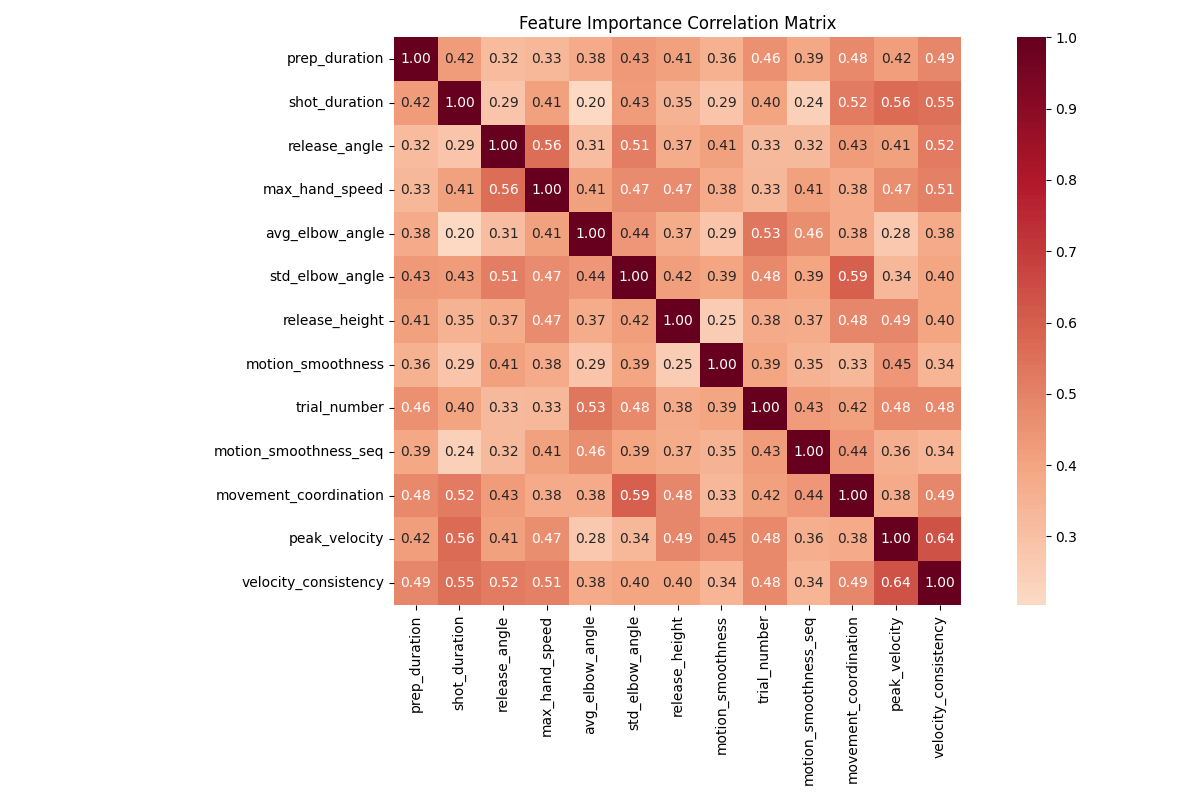 Feature Importance Correlation Matrix
prep_duration 1.00 0.42 0.32 0.33 0.38 0.43 0.41 0.36 0.46 0.39 0.48 0.42 0.49
shot_duration 0.42 1.00 0.29 0.41 0.20 0.43 0.35 0.29 0.40 0.24 0.52 0.56 0.55
release_angle 0.32 0.29 1.00 0.56 0.31 0.51 0.37 0.41 0.33 0.32 0.43 0.41 0.52
max_hand_speed 0.33 0.41 0.56 1.00 0.41 0.47 0.47 0.38 0.33 0.41 0.38 0.47 0.51
avg_elbow_angle 0.38 0.20 0.31 0.41 1.00 0.44 0.37 0.29 0.53 0.46 0.38 0.28 0.38
std_elbow_angle 0.43 0.43 0.51 0.47 0.44 1.00 0.42 0.39 0.48 0.39 0.59 0.34 0.40
release_height 0.41 0.35 0.37 0.47 0.37 0.42 1.00 0.25 0.38 0.37 0.48 0.49 0.40
motion_smoothness 0.36 0.29 0.41 0.38 0.29 0.39 0.25 1.00 0.39 0.35 0.33 0.45 0.34
trial_number 0.46 0.40 0.33 0.33 0.53 0.48 0.38 0.39 1.00 0.43 0.42 0.48 0.48
motion_smoothness_seq 0.39 0.24 0.32 0.41 0.46 0.39 0.37 0.35 0.43 1.00 0.44 0.36 0.34
movement_coordination 0.48 0.52 0.43 0.38 0.38 0.59 0.48 0.33 0.42 0.44 1.00 0.38 0.49
peak_velocity 0.42 0.56 0.41 0.47 0.28 0.34 0.49 0.45 0.48 0.36 0.38 1.00 0.64
velocity_consistency 0.49 0.55 0.52 0.51 0.38 0.40 0.40 0.34 0.48 0.34 0.49 0.64 1.00
prep_duration
shot_duration
release_angle
max_hand_speed
avg_elbow_angle
std_elbow_angle
release_height
motion_smoothness
trial_number
motion_smoothness_seq
movement_coordination
peak_velocity
velocity_consistency
1.0
0.9
0.8
0.7
0.6
0.5
0.4
0.3